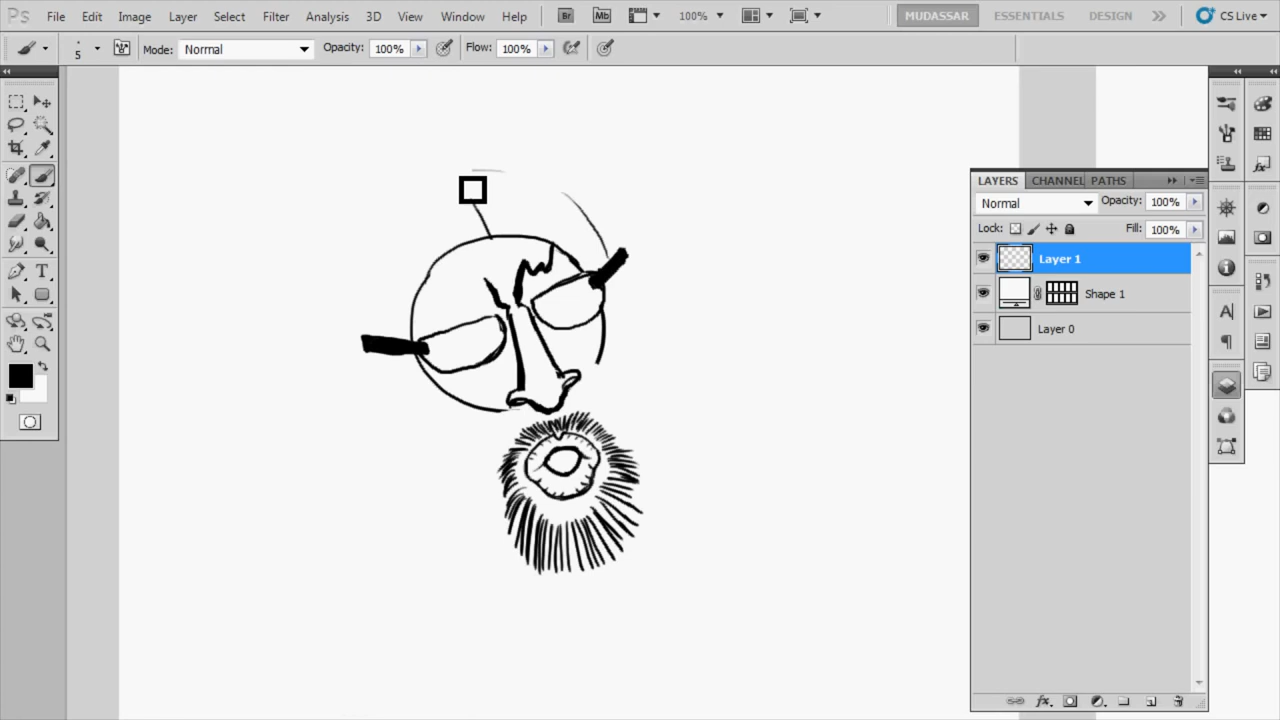 Ps File Edit Image Layer Select Filter Analysis 3D View Window Help Br Mb 100% MUDASSAR ESSENTIALS DESIGN CS Live
5 Mode: Normal Opacity: 100% Flow: 100%
LAYERS CHANNEL PATHS
Normal Opacity: 100%
Lock: Fill: 100%
Layer 1
Shape 1
Layer 0